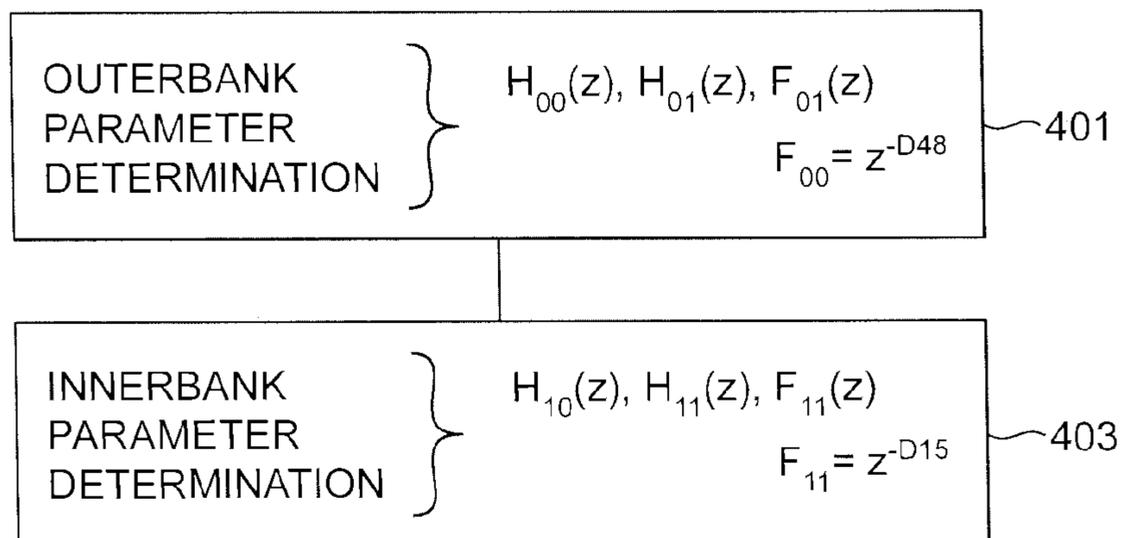 OUTERBANK
PARAMETER
DETERMINATION
H₀₀(z), H₀₁(z), F₀₁(z)
F₀₀= z⁻ᴰ⁴⁸
401
INNERBANK
PARAMETER
DETERMINATION
H₁₀(z), H₁₁(z), F₁₁(z)
F₁₁= z⁻ᴰ¹⁵
403